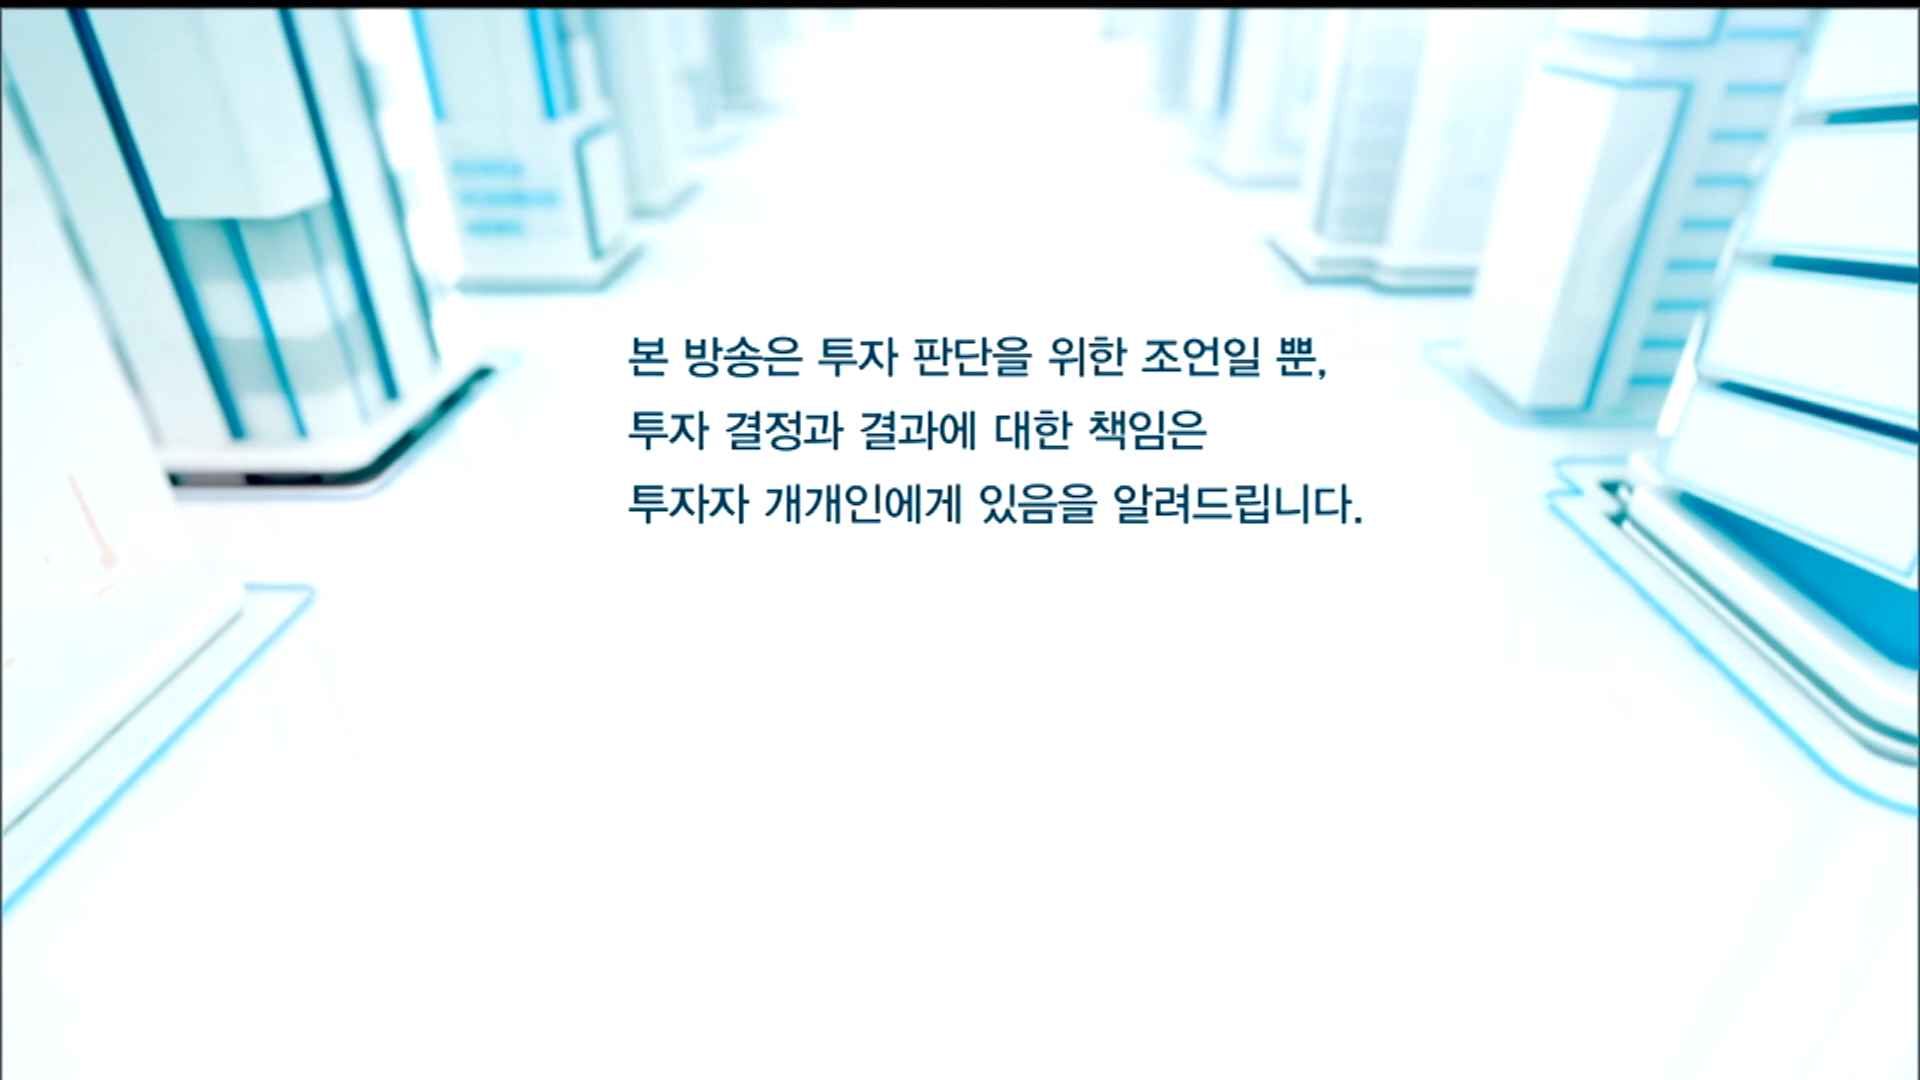 본 방송은 투자 판단을 위한 조언일 뿐,
투자 결정과 결과에 대한 책임은
투자자 개개인에게 있음을 알려드립니다.